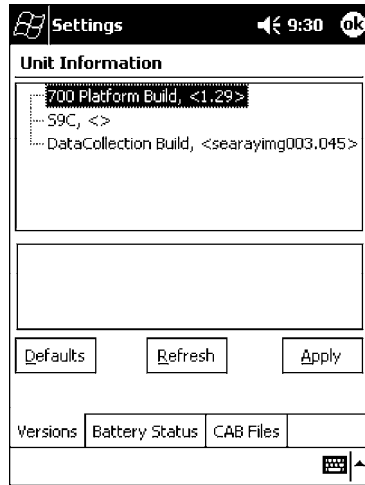 Settings 9:30 ok
Unit Information
700 Platform Build, <1.29>
S9C, <>
DataCollection Build, <searayimg003.045>
Defaults Refresh Apply
Versions Battery Status CAB Files